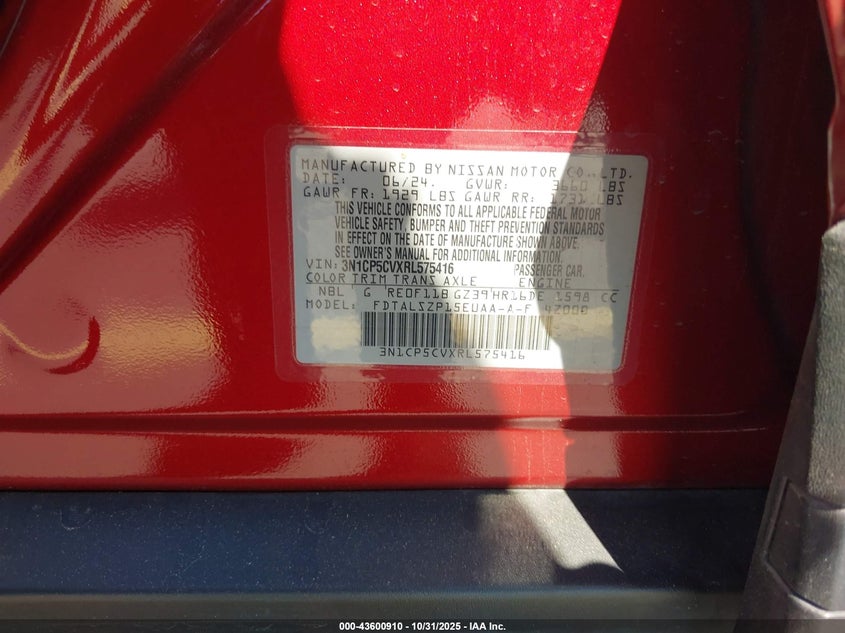 MANUFACTURED BY NISSAN MOTOR CO., LTD.
DATE: 06/24. GVWR: 3660 LBS
GAWR FR: 1929 LBS GAWR RR: 1731 LBS
THIS VEHICLE CONFORMS TO ALL APPLICABLE FEDERAL MOTOR
VEHICLE SAFETY, BUMPER AND THEFT PREVENTION STANDARDS
IN EFFECT ON THE DATE OF MANUFACTURE SHOWN ABOVE.
SEE OWNER'S MANUAL FOR ADDITIONAL INFORMATION.
VIN: 3N1CP5CVXRL575416 PASSENGER CAR.
COLOR TRIM TRANS AXLE ENGINE
NBL G RE0F11B GZ39 HR16DE 1598 CC
MODEL: FDTALSZP15EUAA-A-F 4Z000
3N1CP5CVXRL575416
000-43600910 - 10/31/2025 - IAA Inc.